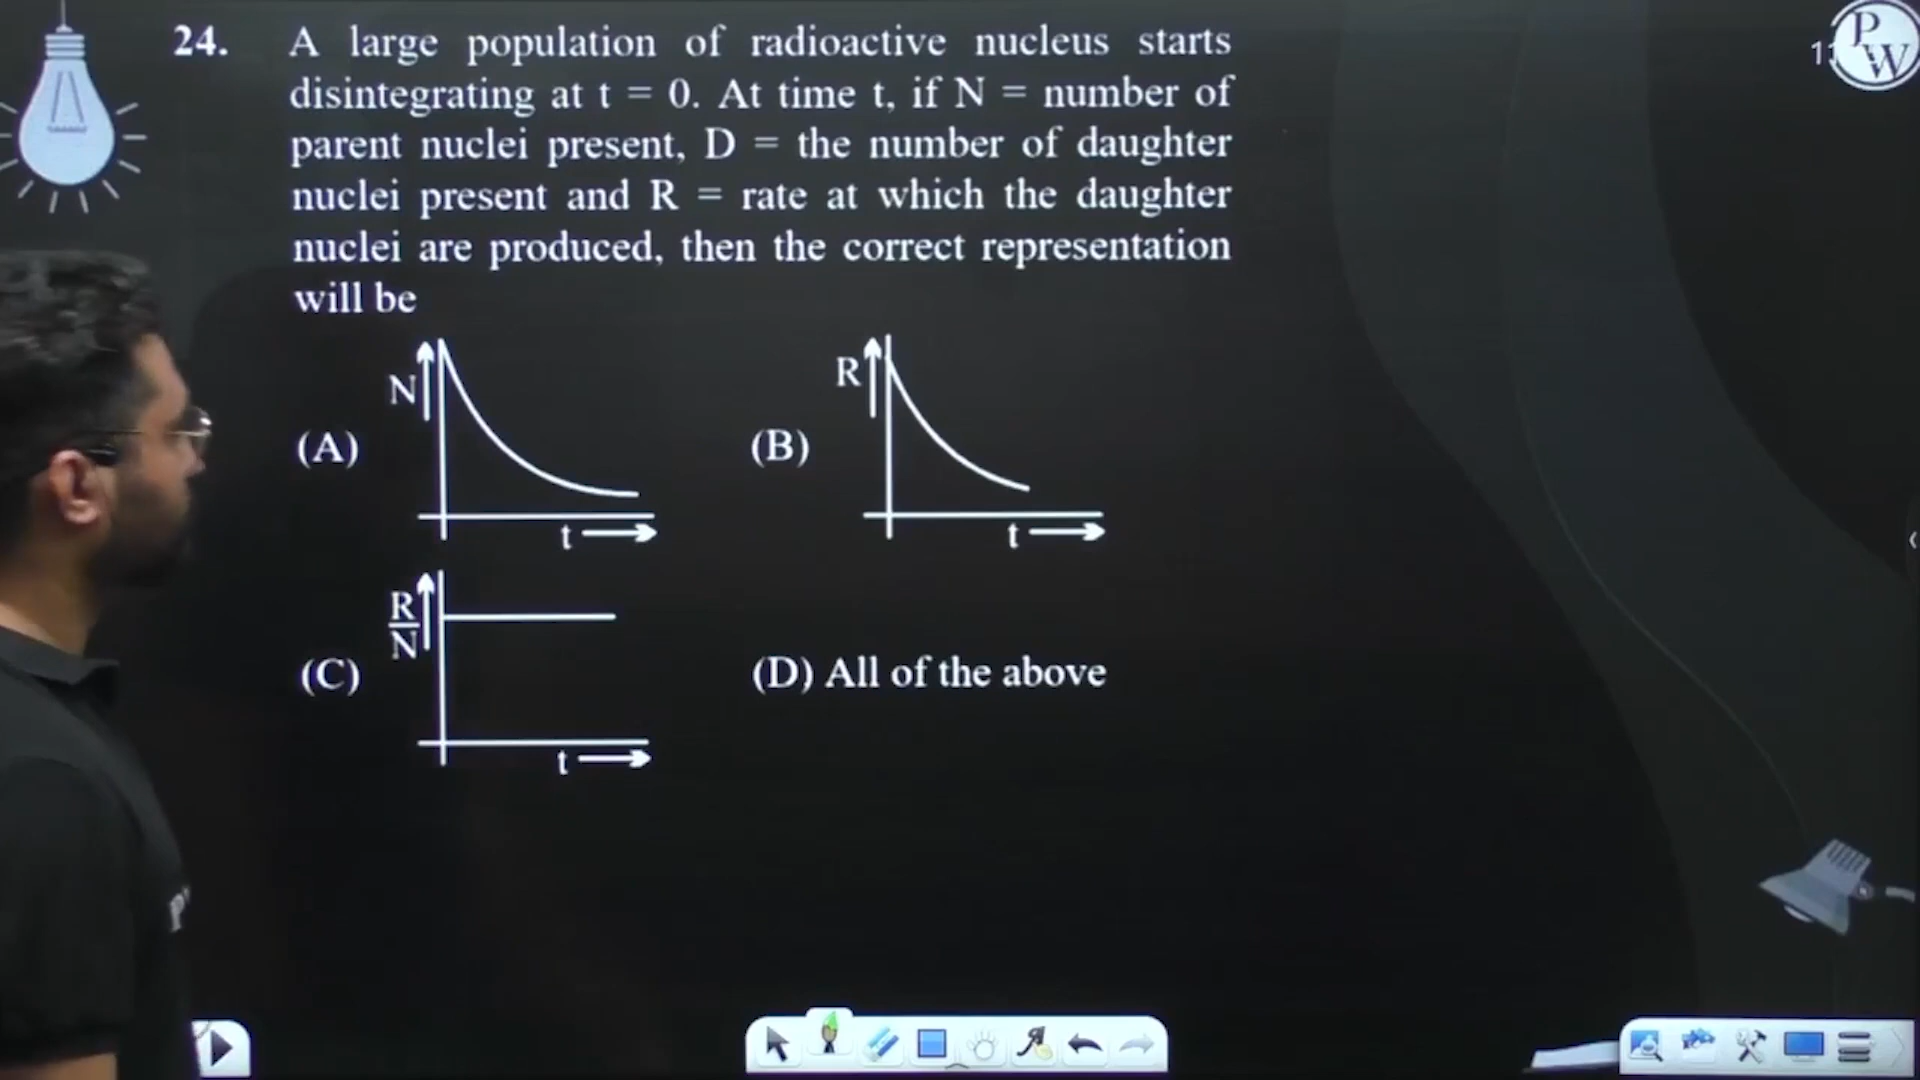 24. A large population of radioactive nucleus starts
disintegrating at t = 0. At time t, if N = number of
parent nuclei present, D = the number of daughter
nuclei present and R = rate at which the daughter
nuclei are produced, then the correct representation
will be
N
t
(A)
R
t
(B)
R
N
t
(C)
(D) All of the above
P
W